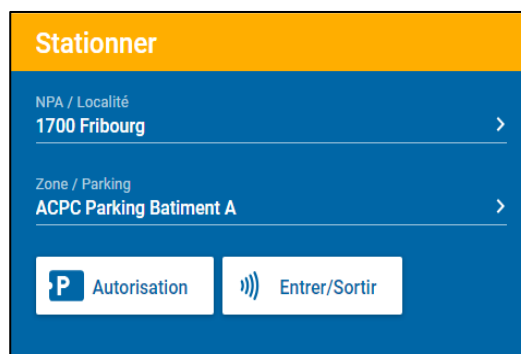 Stationner
NPA / Localité
1700 Fribourg
Zone / Parking
ACPC Parking Batiment A
P Autorisation
Entrer/Sortir